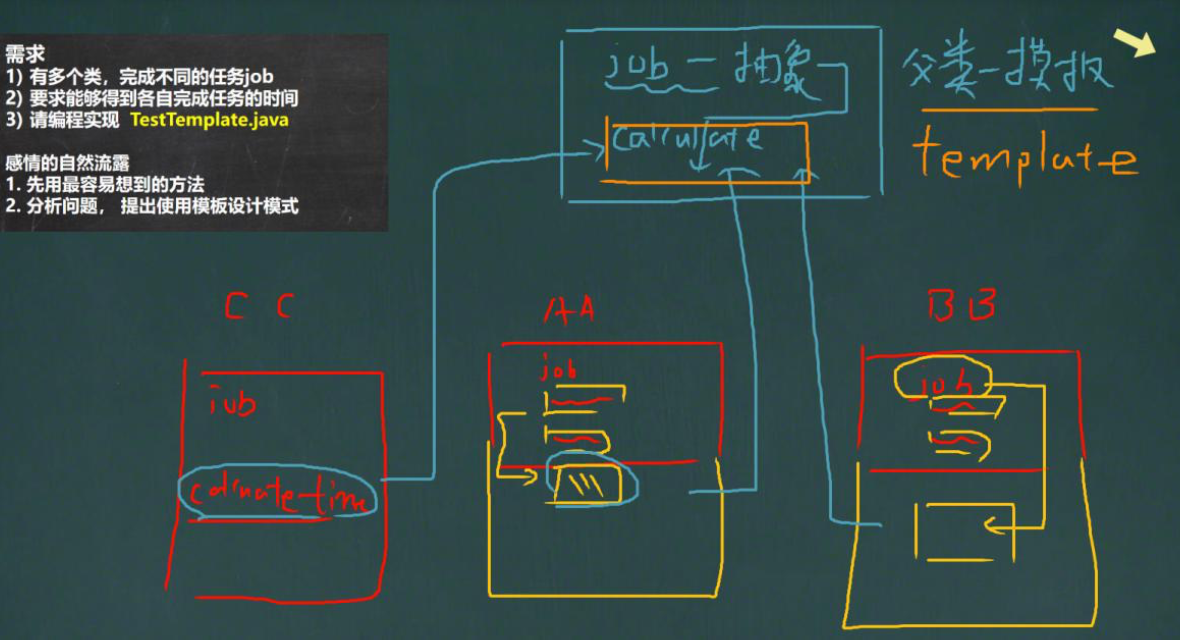 需求
1) 有多个类，完成不同的任务job
2) 要求能够得到各自完成任务的时间
3) 请编程实现 TestTemplate.java
感情的自然流露
1. 先用最容易想到的方法
2. 分析问题， 提出使用模板设计模式
job — 抽象
父类-模板
template
C C
AA
BB
job
job
job